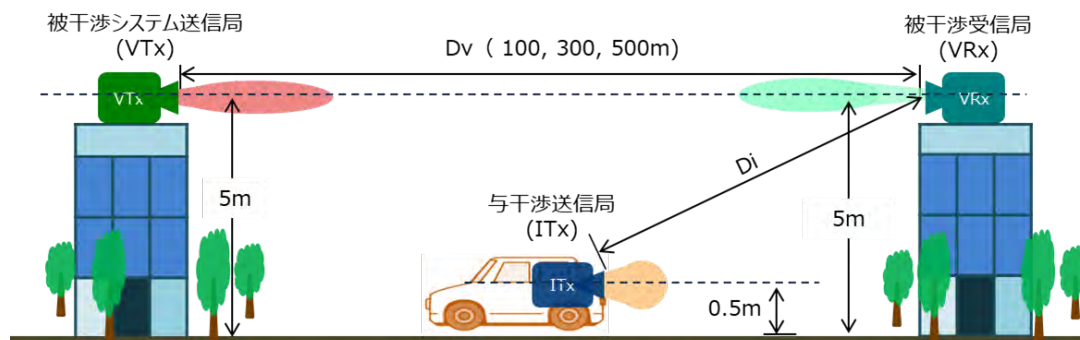 被干渉システム送信局
(VTx)
Dv ( 100, 300, 500m)
被干渉受信局
(VRx)
VTx
VRx
Di
5m
与干渉送信局
(ITx)
5m
ITx
0.5m